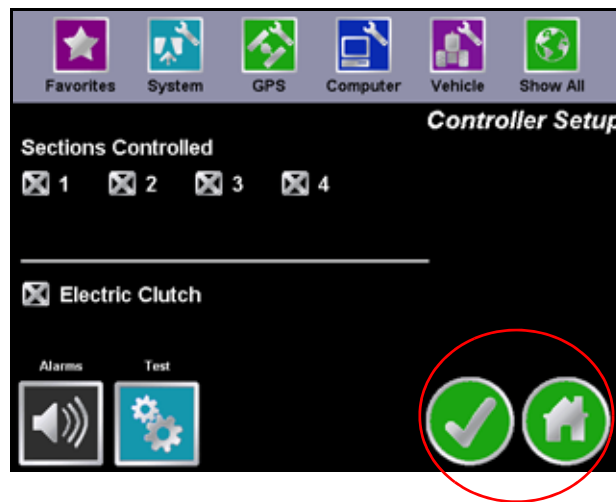 Favorites System GPS Computer Vehicle Show All
Controller Setup
Sections Controlled
1 2 3 4
Electric Clutch
Alarms Test